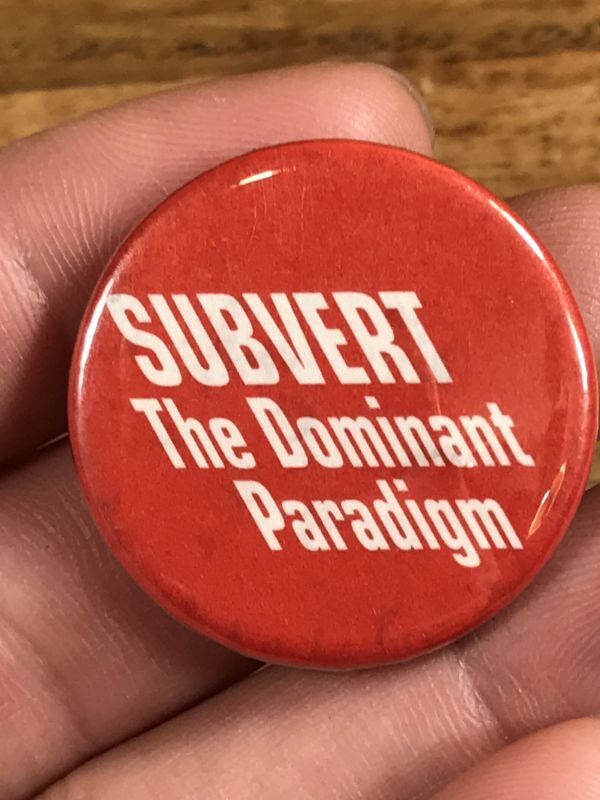 SUBVERT
The Dominant
Paradigm